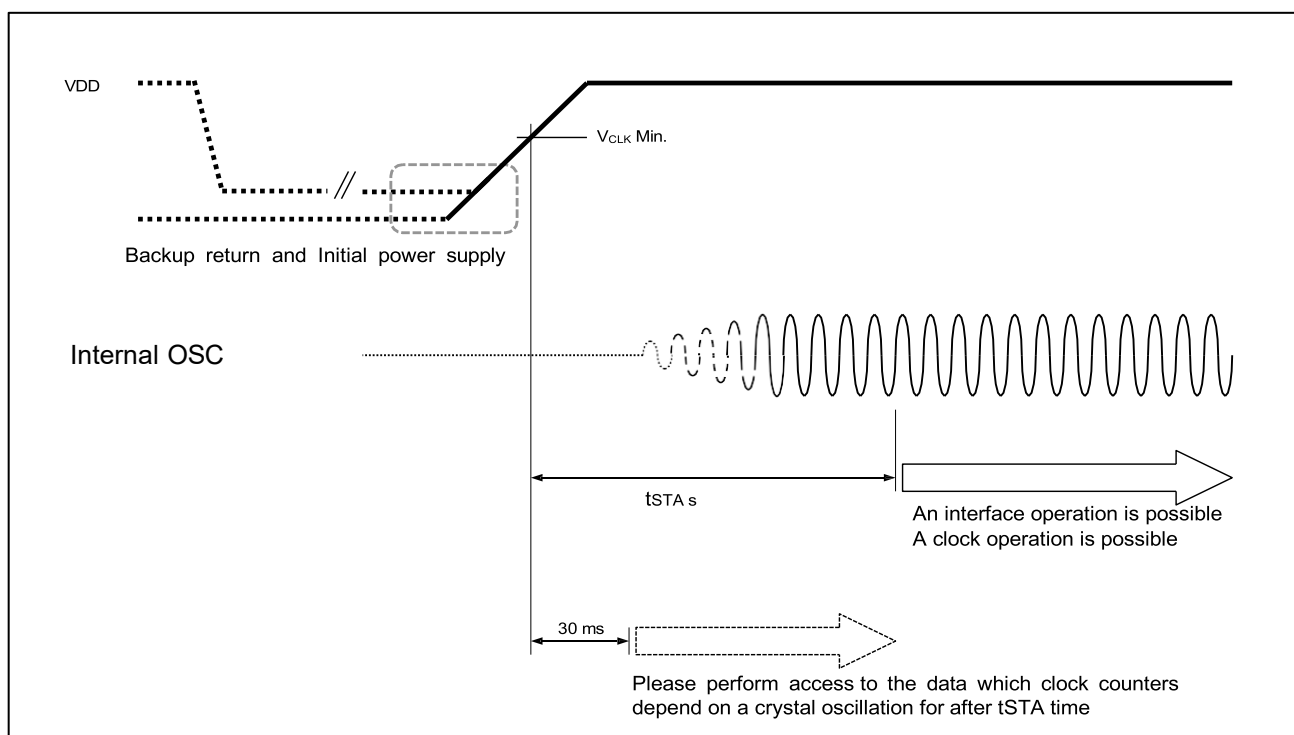 VDD
VCLK Min.
Backup return and Initial power supply
Internal OSC
tSTA s
An interface operation is possible
A clock operation is possible
30 ms
Please perform access to the data which clock counters
depend on a crystal oscillation for after tSTA time